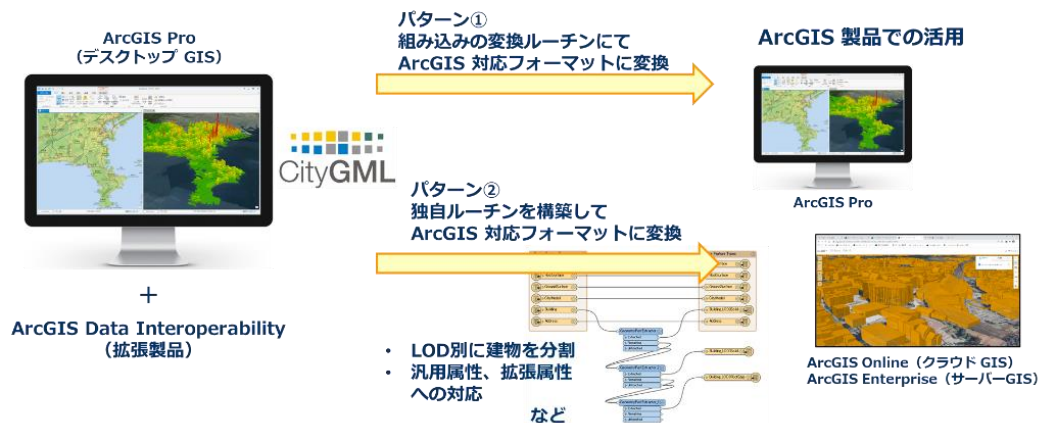 ArcGIS Pro
（デスクトップ GIS）
CityGML
＋
ArcGIS Data Interoperability
（拡張製品）
パターン①
組み込みの変換ルーチンにて
ArcGIS 対応フォーマットに変換
パターン②
独自ルーチンを構築して
ArcGIS 対応フォーマットに変換
• LOD別に建物を分割
• 汎用属性、拡張属性
への対応
など
ArcGIS 製品での活用
ArcGIS Pro
ArcGIS Online（クラウド GIS）
ArcGIS Enterprise（サーバーGIS）